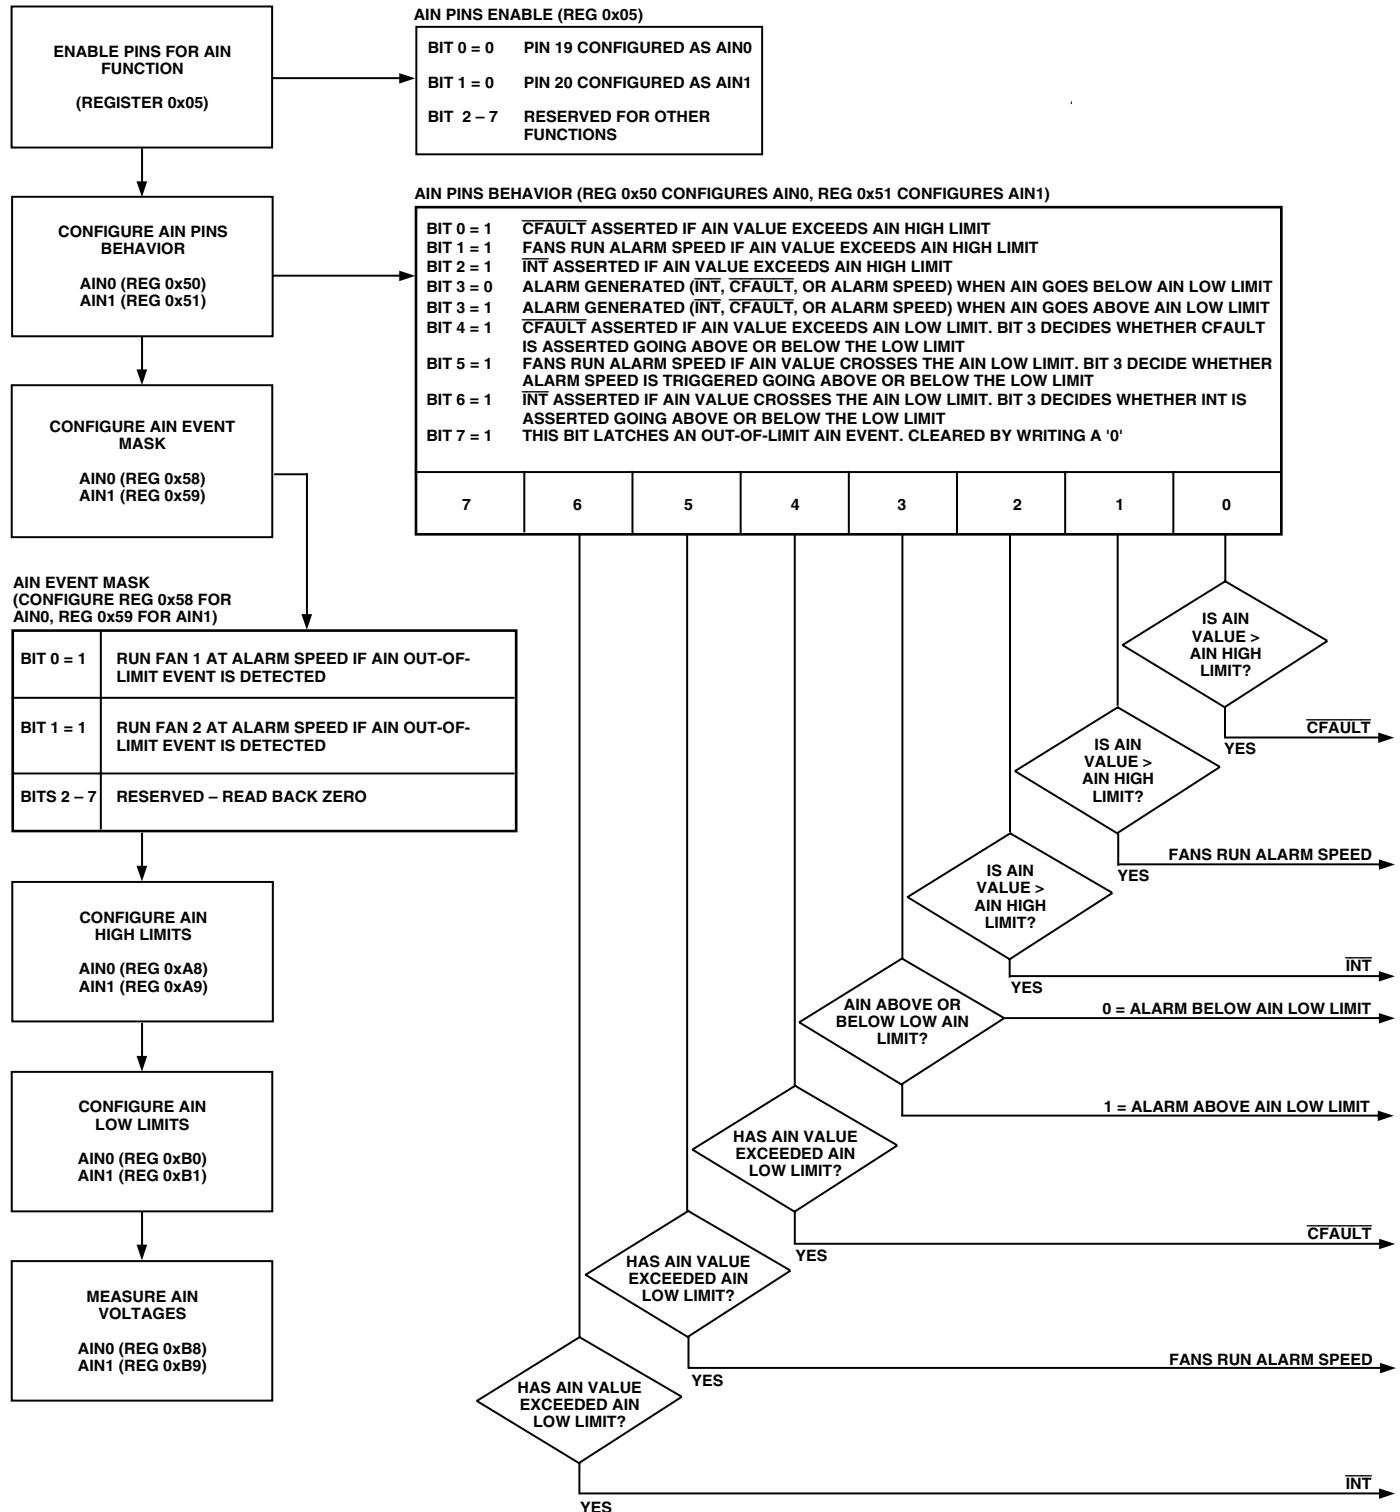 ENABLE PINS FOR AIN
FUNCTION
(REGISTER 0x05)
AIN PINS ENABLE (REG 0x05)
BIT 0 = 0 PIN 19 CONFIGURED AS AIN0
BIT 1 = 0 PIN 20 CONFIGURED AS AIN1
BIT 2 – 7 RESERVED FOR OTHER
FUNCTIONS
CONFIGURE AIN PINS
BEHAVIOR
AIN0 (REG 0x50)
AIN1 (REG 0x51)
AIN PINS BEHAVIOR (REG 0x50 CONFIGURES AIN0, REG 0x51 CONFIGURES AIN1)
BIT 0 = 1 CFAULT ASSERTED IF AIN VALUE EXCEEDS AIN HIGH LIMIT
BIT 1 = 1 FANS RUN ALARM SPEED IF AIN VALUE EXCEEDS AIN HIGH LIMIT
BIT 2 = 1 INT ASSERTED IF AIN VALUE EXCEEDS AIN HIGH LIMIT
BIT 3 = 0 ALARM GENERATED (INT, CFAULT, OR ALARM SPEED) WHEN AIN GOES BELOW AIN LOW LIMIT
BIT 3 = 1 ALARM GENERATED (INT, CFAULT, OR ALARM SPEED) WHEN AIN GOES ABOVE AIN LOW LIMIT
BIT 4 = 1 CFAULT ASSERTED IF AIN VALUE EXCEEDS AIN LOW LIMIT. BIT 3 DECIDES WHETHER CFAULT
IS ASSERTED GOING ABOVE OR BELOW THE LOW LIMIT
BIT 5 = 1 FANS RUN ALARM SPEED IF AIN VALUE CROSSES THE AIN LOW LIMIT. BIT 3 DECIDE WHETHER
ALARM SPEED IS TRIGGERED GOING ABOVE OR BELOW THE LOW LIMIT
BIT 6 = 1 INT ASSERTED IF AIN VALUE CROSSES THE AIN LOW LIMIT. BIT 3 DECIDES WHETHER INT IS
ASSERTED GOING ABOVE OR BELOW THE LOW LIMIT
BIT 7 = 1 THIS BIT LATCHES AN OUT-OF-LIMIT AIN EVENT. CLEARED BY WRITING A '0'
7 6 5 4 3 2 1 0
CONFIGURE AIN EVENT
MASK
AIN0 (REG 0x58)
AIN1 (REG 0x59)
AIN EVENT MASK
(CONFIGURE REG 0x58 FOR
AIN0, REG 0x59 FOR AIN1)
BIT 0 = 1 RUN FAN 1 AT ALARM SPEED IF AIN OUT-OF-
LIMIT EVENT IS DETECTED
BIT 1 = 1 RUN FAN 2 AT ALARM SPEED IF AIN OUT-OF-
LIMIT EVENT IS DETECTED
BITS 2 – 7 RESERVED – READ BACK ZERO
CONFIGURE AIN
HIGH LIMITS
AIN0 (REG 0xA8)
AIN1 (REG 0xA9)
CONFIGURE AIN
LOW LIMITS
AIN0 (REG 0xB0)
AIN1 (REG 0xB1)
MEASURE AIN
VOLTAGES
AIN0 (REG 0xB8)
AIN1 (REG 0xB9)
IS AIN
VALUE >
AIN HIGH
LIMIT?
YES
CFAULT
IS AIN
VALUE >
AIN HIGH
LIMIT?
YES
FANS RUN ALARM SPEED
IS AIN
VALUE >
AIN HIGH
LIMIT?
YES
INT
AIN ABOVE OR
BELOW LOW AIN
LIMIT?
0 = ALARM BELOW AIN LOW LIMIT
1 = ALARM ABOVE AIN LOW LIMIT
HAS AIN VALUE
EXCEEDED AIN
LOW LIMIT?
YES
CFAULT
HAS AIN VALUE
EXCEEDED AIN
LOW LIMIT?
YES
FANS RUN ALARM SPEED
HAS AIN VALUE
EXCEEDED AIN
LOW LIMIT?
YES
INT